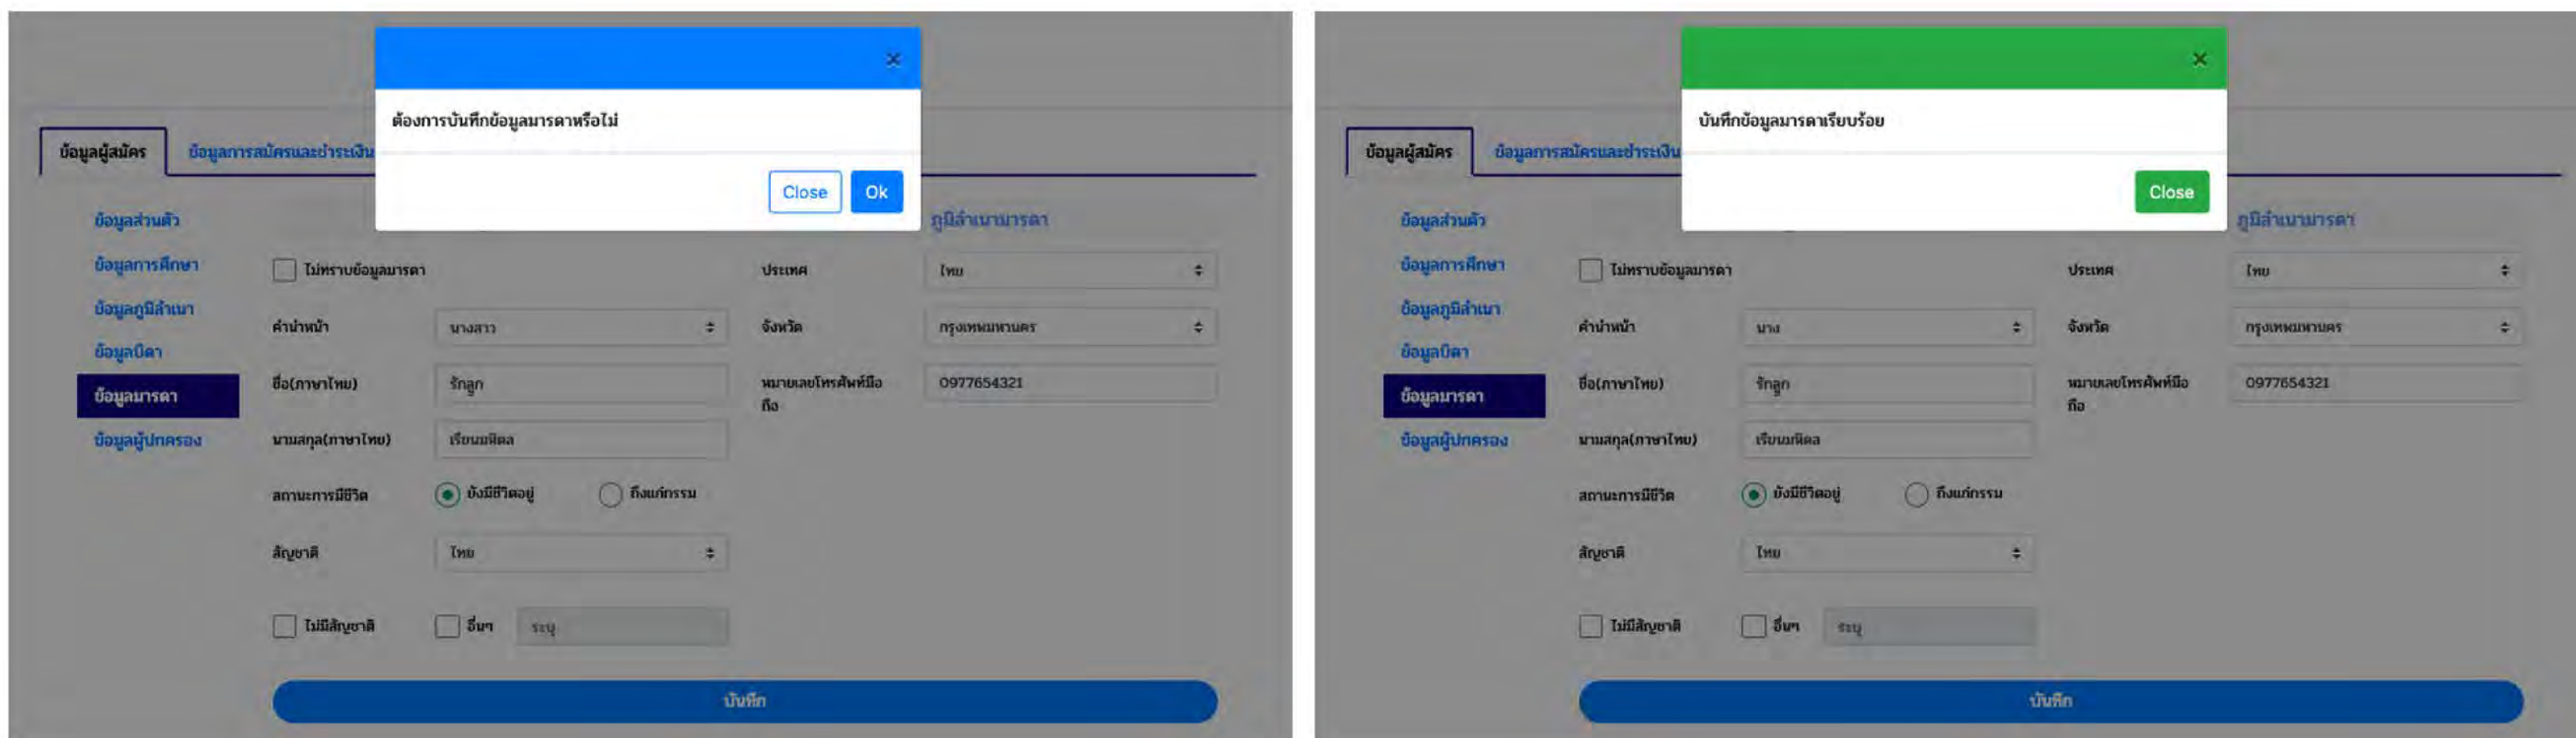 ×
ต้องการบันทึกข้อมูลมารดาหรือไม่
Close Ok
ข้อมูลผู้สมัคร ข้อมูลการสมัครและชำระเงิน
ข้อมูลส่วนตัว ภูมิลำเนามารดา
ข้อมูลการศึกษา ไม่ทราบข้อมูลมารดา ประเทศ ไทย
ข้อมูลภูมิลำเนา คำนำหน้า นางสาว จังหวัด กรุงเทพมหานคร
ข้อมูลบิดา
ข้อมูลมารดา ชื่อ(ภาษาไทย) รักลูก หมายเลขโทรศัพท์มือ
ถือ 0977654321
ข้อมูลผู้ปกครอง นามสกุล(ภาษาไทย) เรียนมหิดล
สถานะการมีชีวิต ยังมีชีวิตอยู่ ถึงแก่กรรม
สัญชาติ ไทย
ไม่มีสัญชาติ อื่นๆ ระบุ
บันทึก
×
บันทึกข้อมูลมารดาเรียบร้อย
Close
ข้อมูลผู้สมัคร ข้อมูลการสมัครและชำระเงิน
ข้อมูลส่วนตัว ภูมิลำเนามารดา
ข้อมูลการศึกษา ไม่ทราบข้อมูลมารดา ประเทศ ไทย
ข้อมูลภูมิลำเนา คำนำหน้า นาง จังหวัด กรุงเทพมหานคร
ข้อมูลบิดา
ข้อมูลมารดา ชื่อ(ภาษาไทย) รักลูก หมายเลขโทรศัพท์มือ
ถือ 0977654321
ข้อมูลผู้ปกครอง นามสกุล(ภาษาไทย) เรียนมหิดล
สถานะการมีชีวิต ยังมีชีวิตอยู่ ถึงแก่กรรม
สัญชาติ ไทย
ไม่มีสัญชาติ อื่นๆ ระบุ
บันทึก